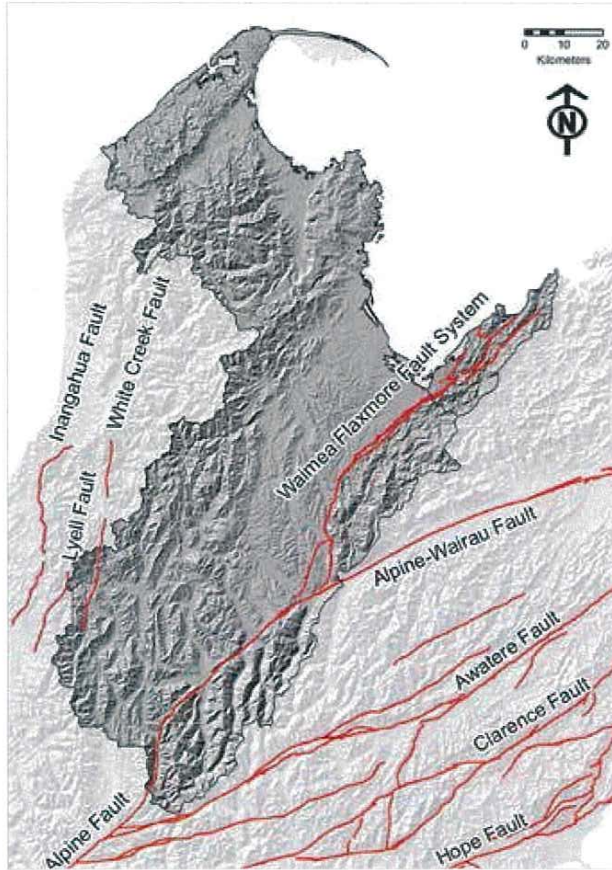 0 10 20
Kilometers
N
Inangahua Fault
White Creek Fault
Lyell Fault
Waimea Flaxmore Fault System
Alpine-Wairau Fault
Awatere Fault
Clarence Fault
Alpine Fault
Hope Fault